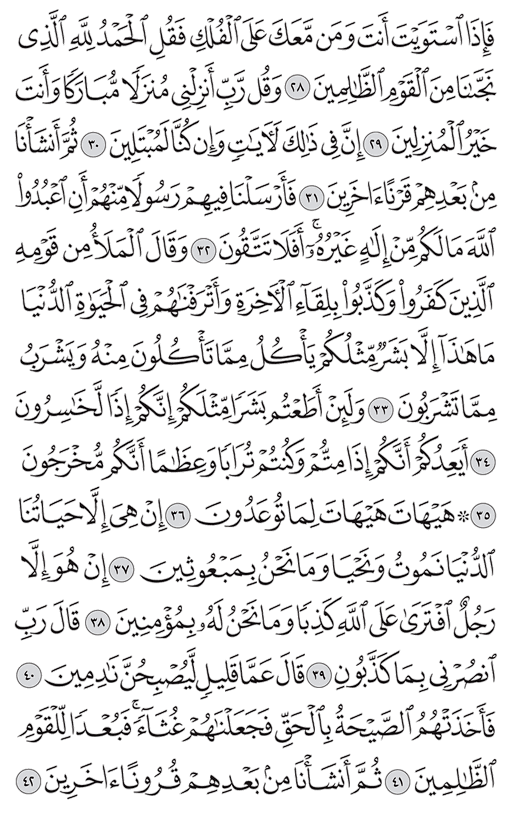 فَإِذَا ٱسْتَوَيْتَ أَنتَ وَمَن مَّعَكَ عَلَى ٱلْفُلْكِ فَقُلِ ٱلْحَمْدُ لِلَّهِ ٱلَّذِى
نَجَّىٰنَا مِنَ ٱلْقَوْمِ ٱلظَّٰلِمِينَ ٢٨ وَقُل رَّبِّ أَنزِلْنِى مُنزَلًا مُّبَارَكًا وَأَنتَ
خَيْرُ ٱلْمُنزِلِينَ ٢٩ إِنَّ فِى ذَٰلِكَ لَءَايَٰتٍ وَإِن كُنَّا لَمُبْتَلِينَ ٣٠ ثُمَّ أَنشَأْنَا
مِنۢ بَعْدِهِمْ قَرْنًا ءَاخَرِينَ ٣١ فَأَرْسَلْنَا فِيهِمْ رَسُولًا مِّنْهُمْ أَنِ ٱعْبُدُوا۟
ٱللَّهَ مَا لَكُم مِّنْ إِلَٰهٍ غَيْرُهُۥٓ ۚ أَفَلَا تَتَّقُونَ ٣٢ وَقَالَ ٱلْمَلَأُ مِن قَوْمِهِ
ٱلَّذِينَ كَفَرُوا۟ وَكَذَّبُوا۟ بِلِقَآءِ ٱلْءَاخِرَةِ وَأَتْرَفْنَٰهُمْ فِى ٱلْحَيَوٰةِ ٱلدُّنْيَا
مَا هَٰذَآ إِلَّا بَشَرٌ مِّثْلُكُمْ يَأْكُلُ مِمَّا تَأْكُلُونَ مِنْهُ وَيَشْرَبُ
مِمَّا تَشْرَبُونَ ٣٣ وَلَئِنْ أَطَعْتُم بَشَرًا مِّثْلَكُمْ إِنَّكُمْ إِذًا لَّخَٰسِرُونَ
٣٤ أَيَعِدُكُمْ أَنَّكُمْ إِذَا مِتُّمْ وَكُنتُمْ تُرَابًا وَعِظَٰمًا أَنَّكُم مُّخْرَجُونَ
٣٥ ۞ هَيْهَاتَ هَيْهَاتَ لِمَا تُوعَدُونَ ٣٦ إِنْ هِىَ إِلَّا حَيَاتُنَا
ٱلدُّنْيَا نَمُوتُ وَنَحْيَا وَمَا نَحْنُ بِمَبْعُوثِينَ ٣٧ إِنْ هُوَ إِلَّا
رَجُلٌ ٱفْتَرَىٰ عَلَى ٱللَّهِ كَذِبًا وَمَا نَحْنُ لَهُۥ بِمُؤْمِنِينَ ٣٨ قَالَ رَبِّ
ٱنصُرْنِى بِمَا كَذَّبُونِ ٣٩ قَالَ عَمَّا قَلِيلٍ لَّيُصْبِحُنَّ نَٰدِمِينَ ٤٠
فَأَخَذَتْهُمُ ٱلصَّيْحَةُ بِٱلْحَقِّ فَجَعَلْنَٰهُمْ غُثَآءً ۚ فَبُعْدًا لِّلْقَوْمِ
ٱلظَّٰلِمِينَ ٤١ ثُمَّ أَنشَأْنَا مِنۢ بَعْدِهِمْ قُرُونًا ءَاخَرِينَ ٤٢